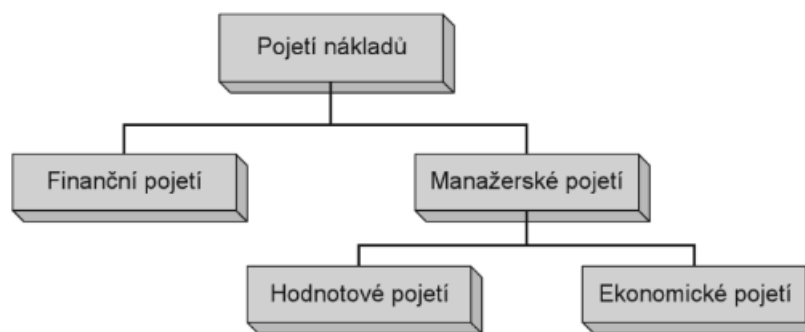 Pojetí nákladů
Finanční pojetí
Manažerské pojetí
Hodnotové pojetí
Ekonomické pojetí